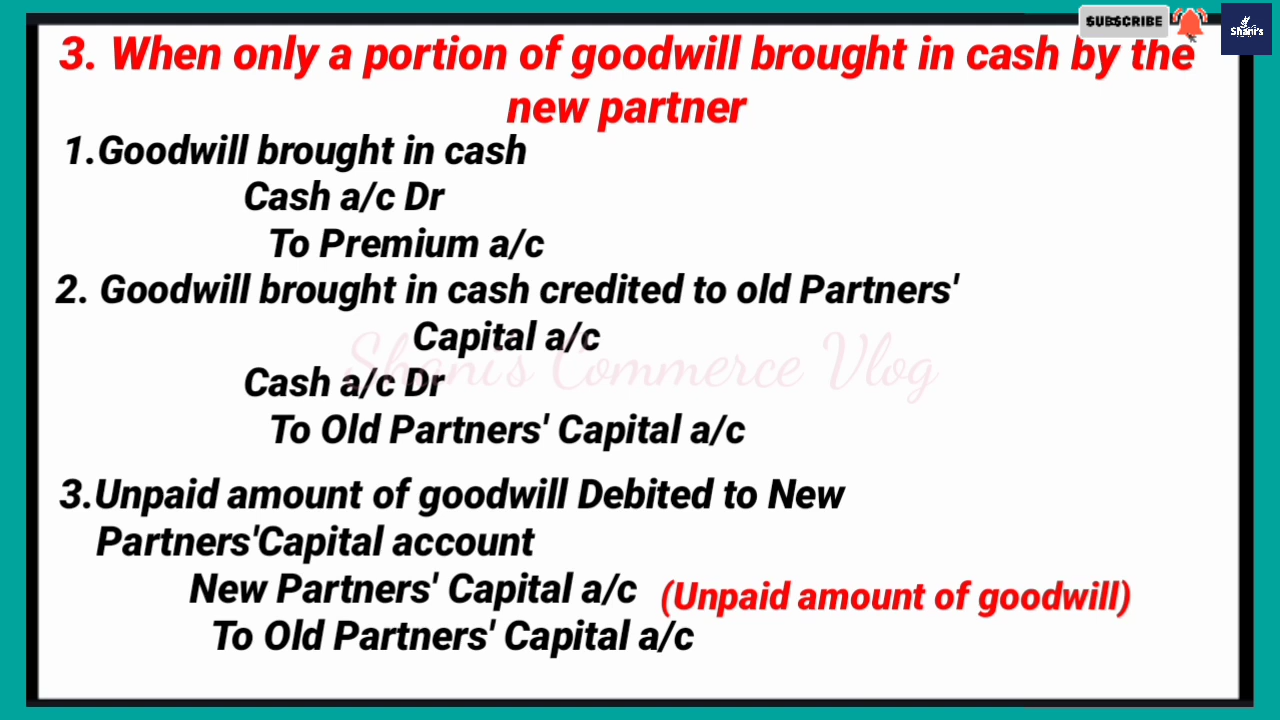 SUBSCRIBE
Shani's
3. When only a portion of goodwill brought in cash by the
new partner
1.Goodwill brought in cash
Cash a/c Dr
To Premium a/c
2. Goodwill brought in cash credited to old Partners'
Capital a/c
Shani's Commerce Vlog
Cash a/c Dr
To Old Partners' Capital a/c
3.Unpaid amount of goodwill Debited to New
Partners'Capital account
New Partners' Capital a/c (Unpaid amount of goodwill)
To Old Partners' Capital a/c